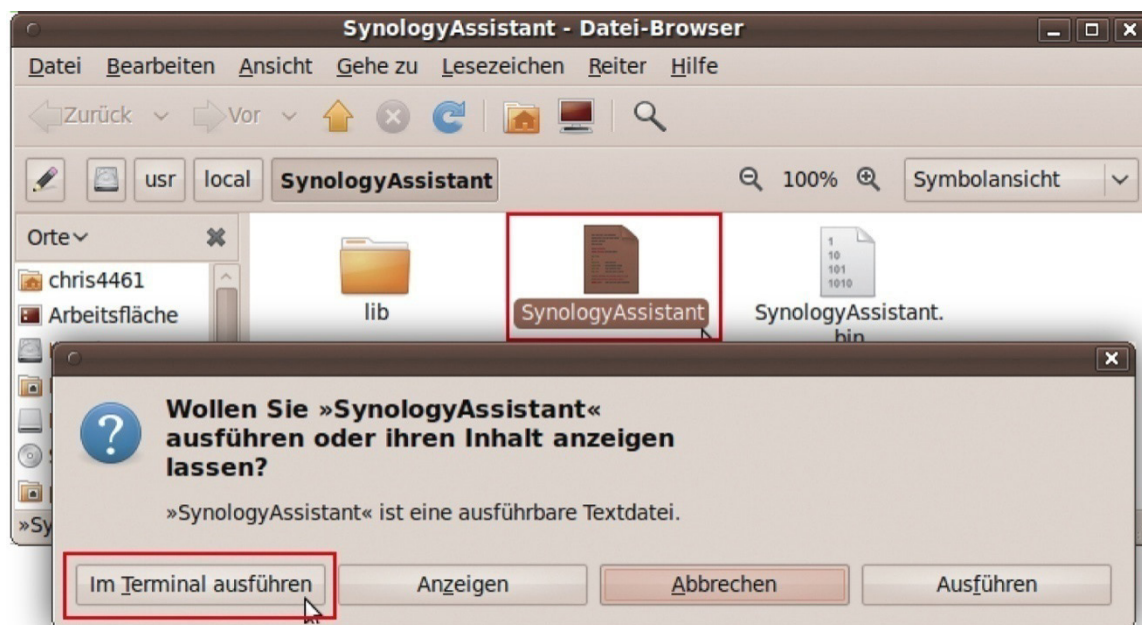 SynologyAssistant - Datei-Browser
Datei Bearbeiten Ansicht Gehe zu Lesezeichen Reiter Hilfe
Zurück Vor
usr local SynologyAssistant 100% Symbolansicht
Orte
chris4461
Arbeitsfläche
lib
SynologyAssistant
SynologyAssistant.
bin
1
10
101
1010
Wollen Sie »SynologyAssistant«
ausführen oder ihren Inhalt anzeigen
lassen?
»SynologyAssistant« ist eine ausführbare Textdatei.
»Sy
Im Terminal ausführen Anzeigen Abbrechen Ausführen